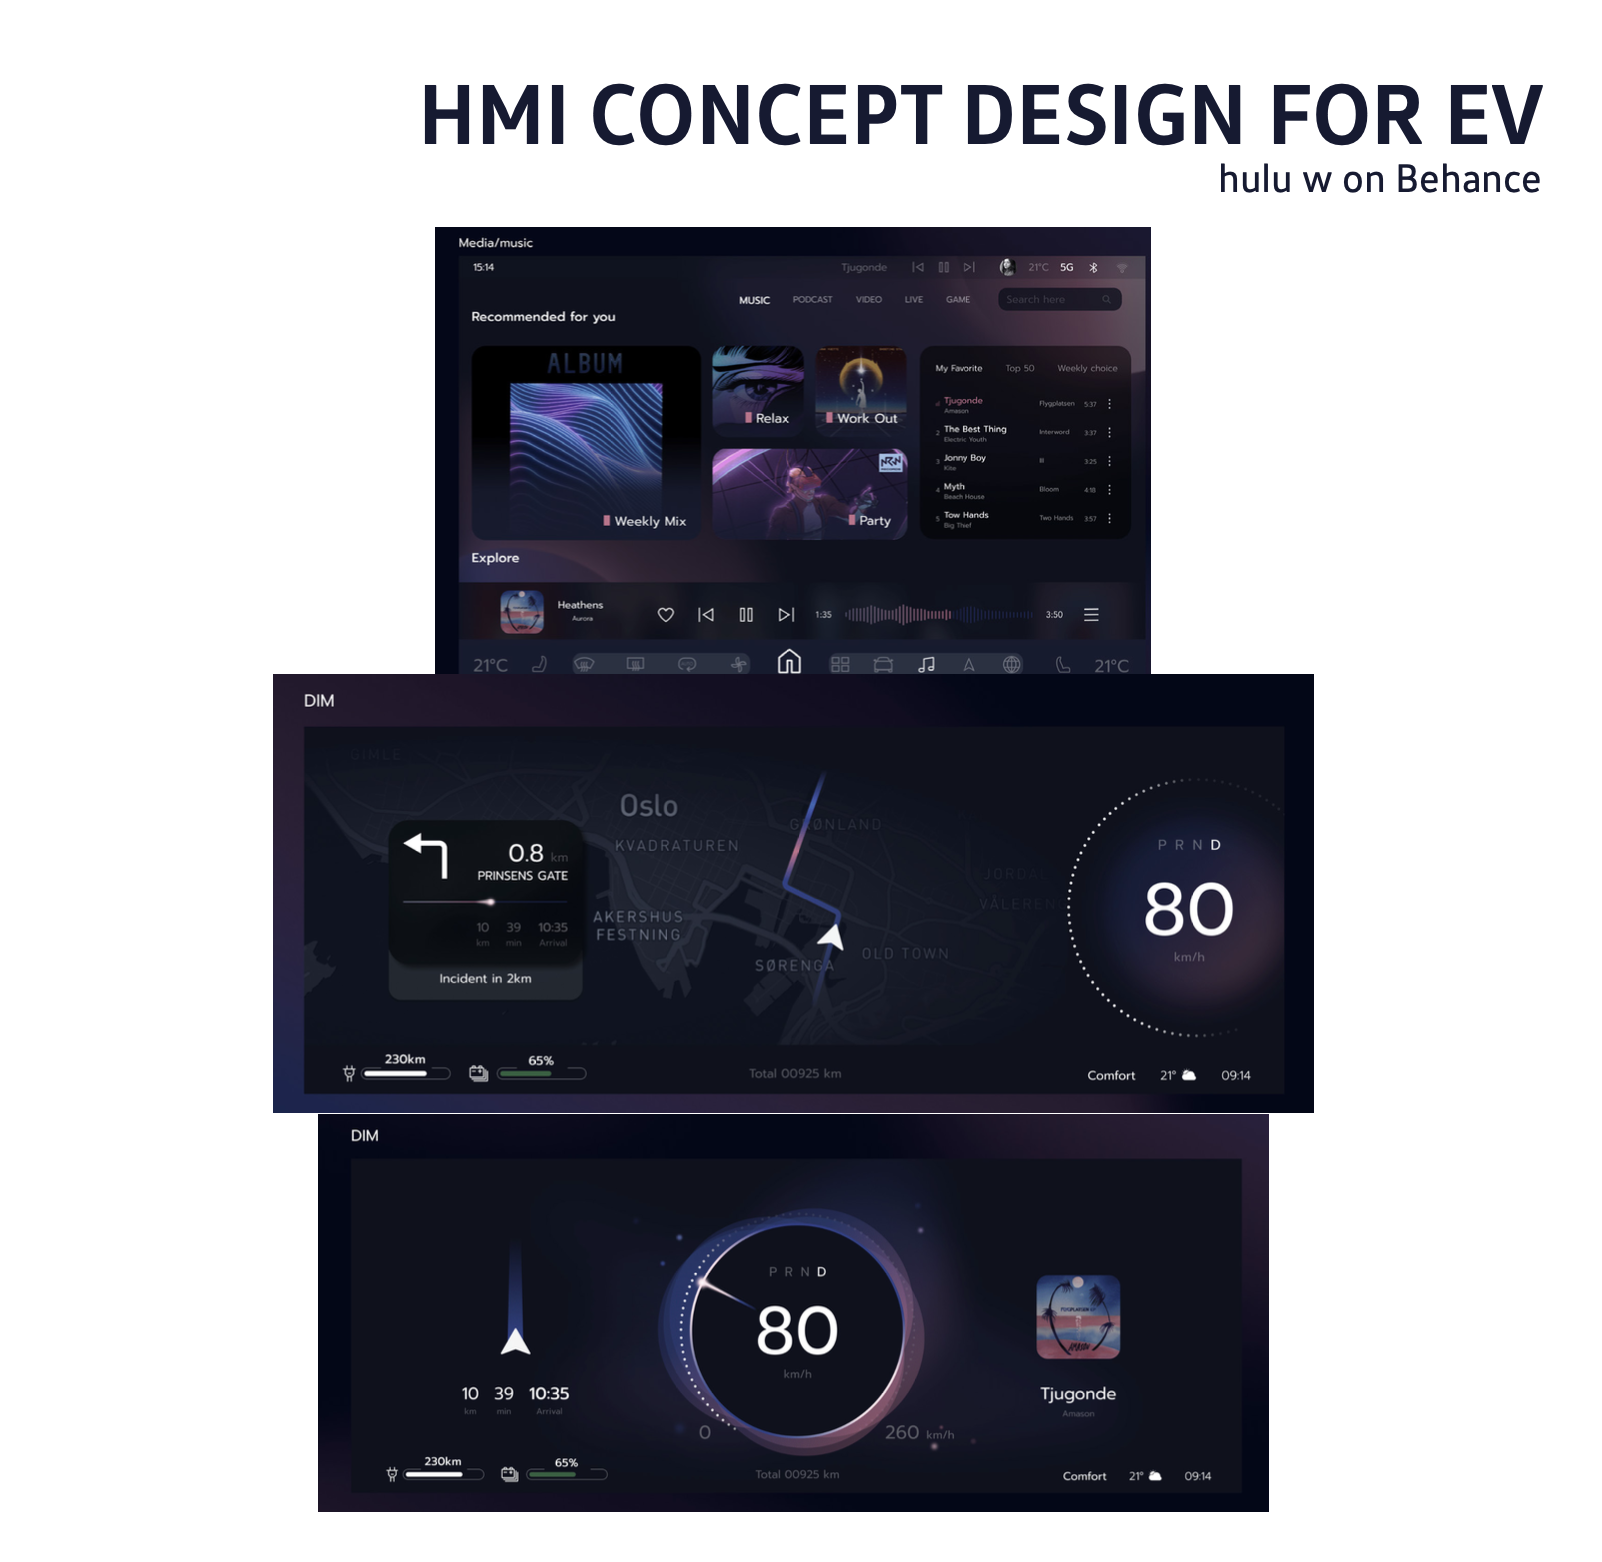 HMI CONCEPT DESIGN FOR EV
hulu w on Behance
Media/music
15:14
Tjugonde
21°C 5G
MUSIC PODCAST VIDEO LIVE GAME
Search here
Recommended for you
ALBUM
Weekly Mix
Relax
Work Out
NRN
Party
My Favorite Top 50 Weekly choice
Tjugonde Flygplatsen 5:37
Amason
2 The Best Thing Interword 3:37
Electric Youth
3 Jonny Boy III 3:25
Kite
4 Myth Bloom 4:18
Beach House
5 Tow Hands Two Hands 3:57
Big Thief
Explore
Heathens
Aurora
1:35 3:50
21°C 21°C
DIM
GIMLE
Oslo
KVADRATUREN
GRØNLAND
JORDA
VÅLEREN
AKERSHUS
FESTNING
SØRENGA
OLD TOWN
0.8 km
PRINSENS GATE
10 39 10:35
km min Arrival
Incident in 2km
P R N D
80
km/h
230km 65%
Total 00925 km
Comfort 21° 09:14
DIM
10 39 10:35
km min Arrival
P R N D
80
km/h
0 260 km/h
AMASON
Tjugonde
Amason
230km 65%
Total 00925 km
Comfort 21° 09:14